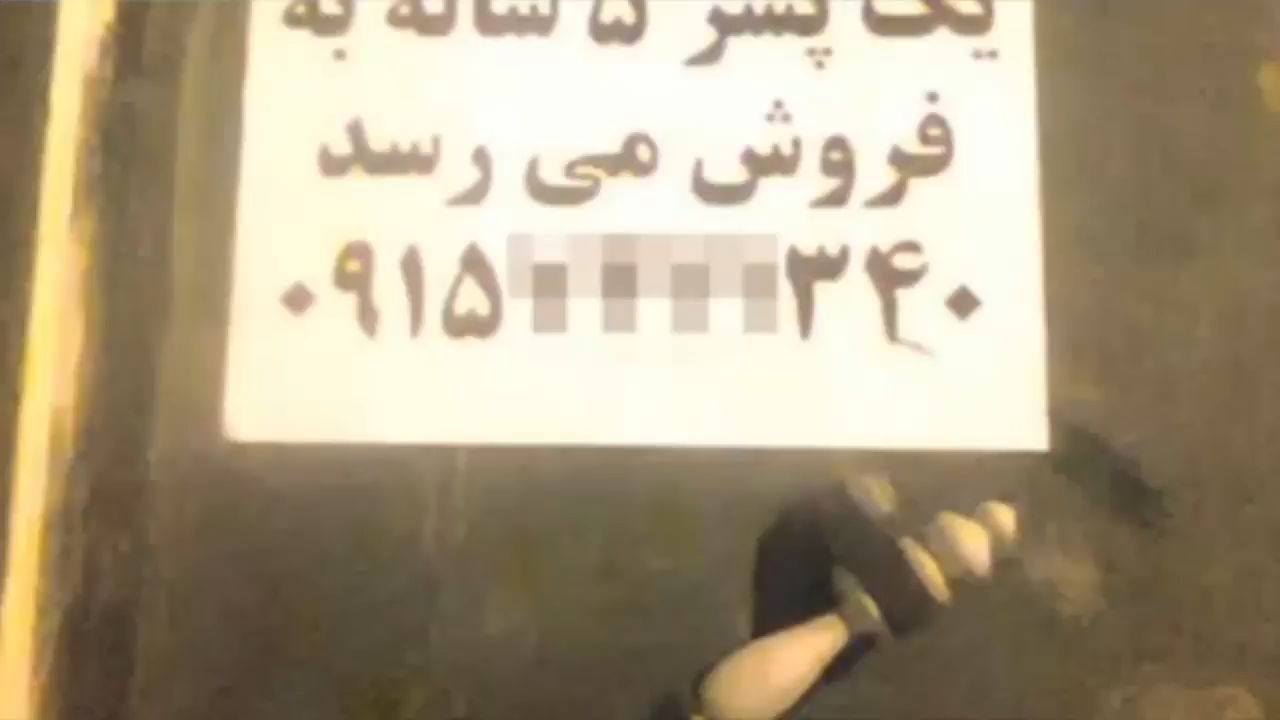 یک پسر ۵ ساله به
فروش می رسد
۰۹۱۵ ۳۴۰